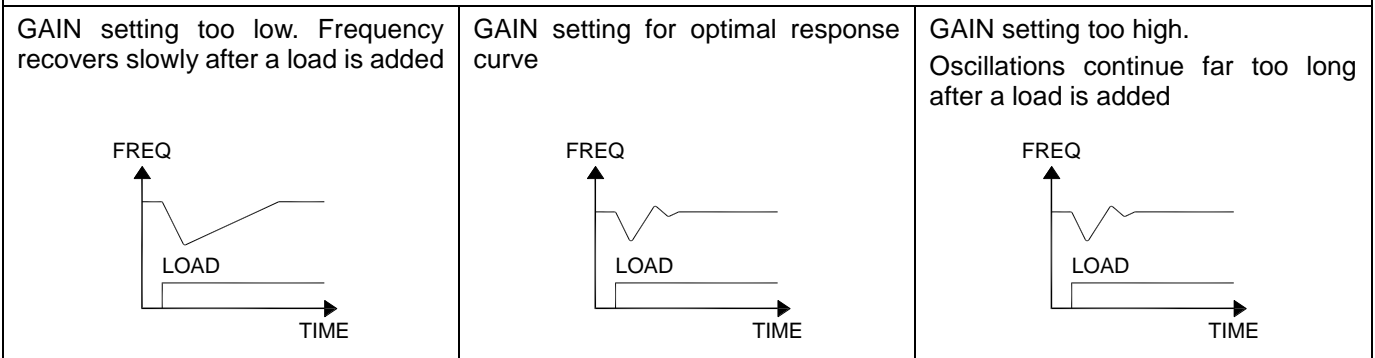 GAIN setting too low. Frequency
recovers slowly after a load is added
FREQ
LOAD
TIME
GAIN setting for optimal response
curve
FREQ
LOAD
TIME
GAIN setting too high.
Oscillations continue far too long
after a load is added
FREQ
LOAD
TIME